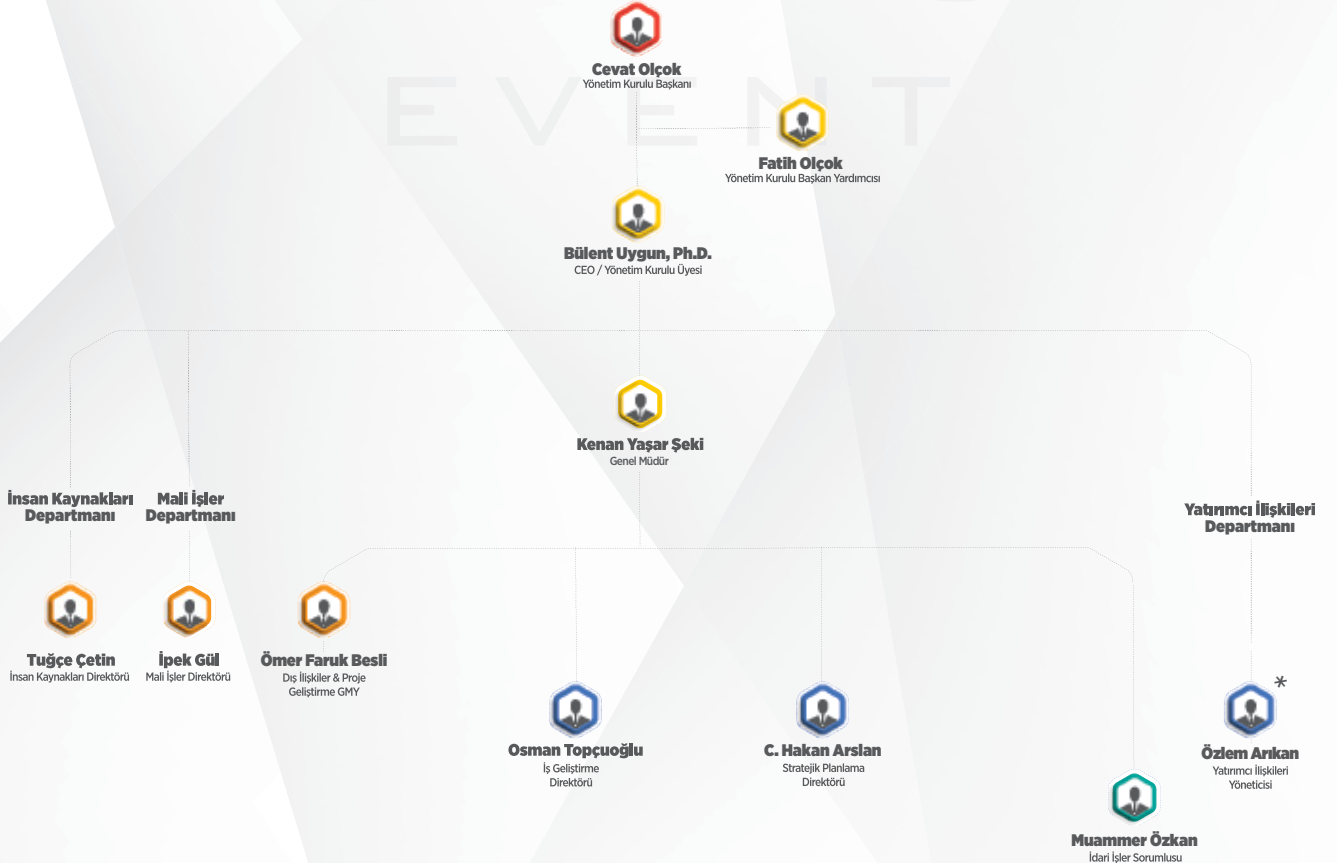 EVENT
Cevat Olçok
Yönetim Kurulu Başkanı
Fatih Olçok
Yönetim Kurulu Başkan Yardımcısı
Bülent Uygun, Ph.D.
CEO / Yönetim Kurulu Üyesi
Kenan Yaşar Şeki
Genel Müdür
İnsan Kaynakları
Departmanı
Mali İşler
Departmanı
Yatırımcı İlişkileri
Departmanı
Tuğçe Çetin
İnsan Kaynakları Direktörü
İpek Gül
Mali İşler Direktörü
Ömer Faruk Besli
Dış İlişkiler & Proje
Geliştirme GMY
Osman Topçuoğlu
İş Geliştirme
Direktörü
C. Hakan Arslan
Stratejik Planlama
Direktörü
*
Özlem Arıkan
Yatırımcı İlişkileri
Yöneticisi
Muammer Özkan
İdari İşler Sorumlusu